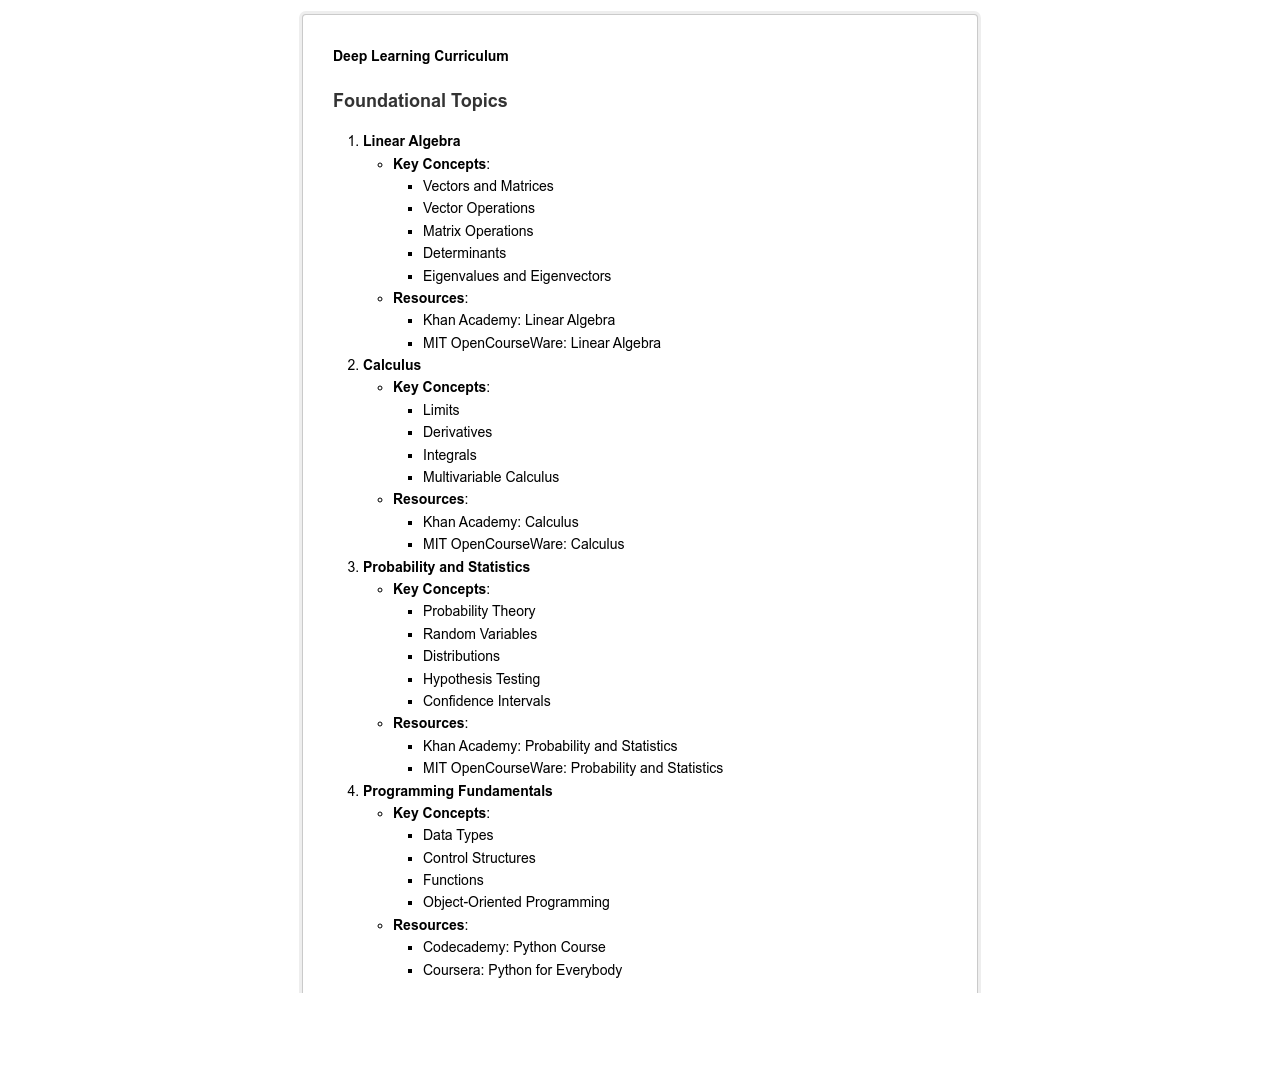 Deep Learning Curriculum
Foundational Topics
1. Linear Algebra
Key Concepts:
Vectors and Matrices
Vector Operations
Matrix Operations
Determinants
Eigenvalues and Eigenvectors
Resources:
Khan Academy: Linear Algebra
MIT OpenCourseWare: Linear Algebra
2. Calculus
Key Concepts:
Limits
Derivatives
Integrals
Multivariable Calculus
Resources:
Khan Academy: Calculus
MIT OpenCourseWare: Calculus
3. Probability and Statistics
Key Concepts:
Probability Theory
Random Variables
Distributions
Hypothesis Testing
Confidence Intervals
Resources:
Khan Academy: Probability and Statistics
MIT OpenCourseWare: Probability and Statistics
4. Programming Fundamentals
Key Concepts:
Data Types
Control Structures
Functions
Object-Oriented Programming
Resources:
Codecademy: Python Course
Coursera: Python for Everybody